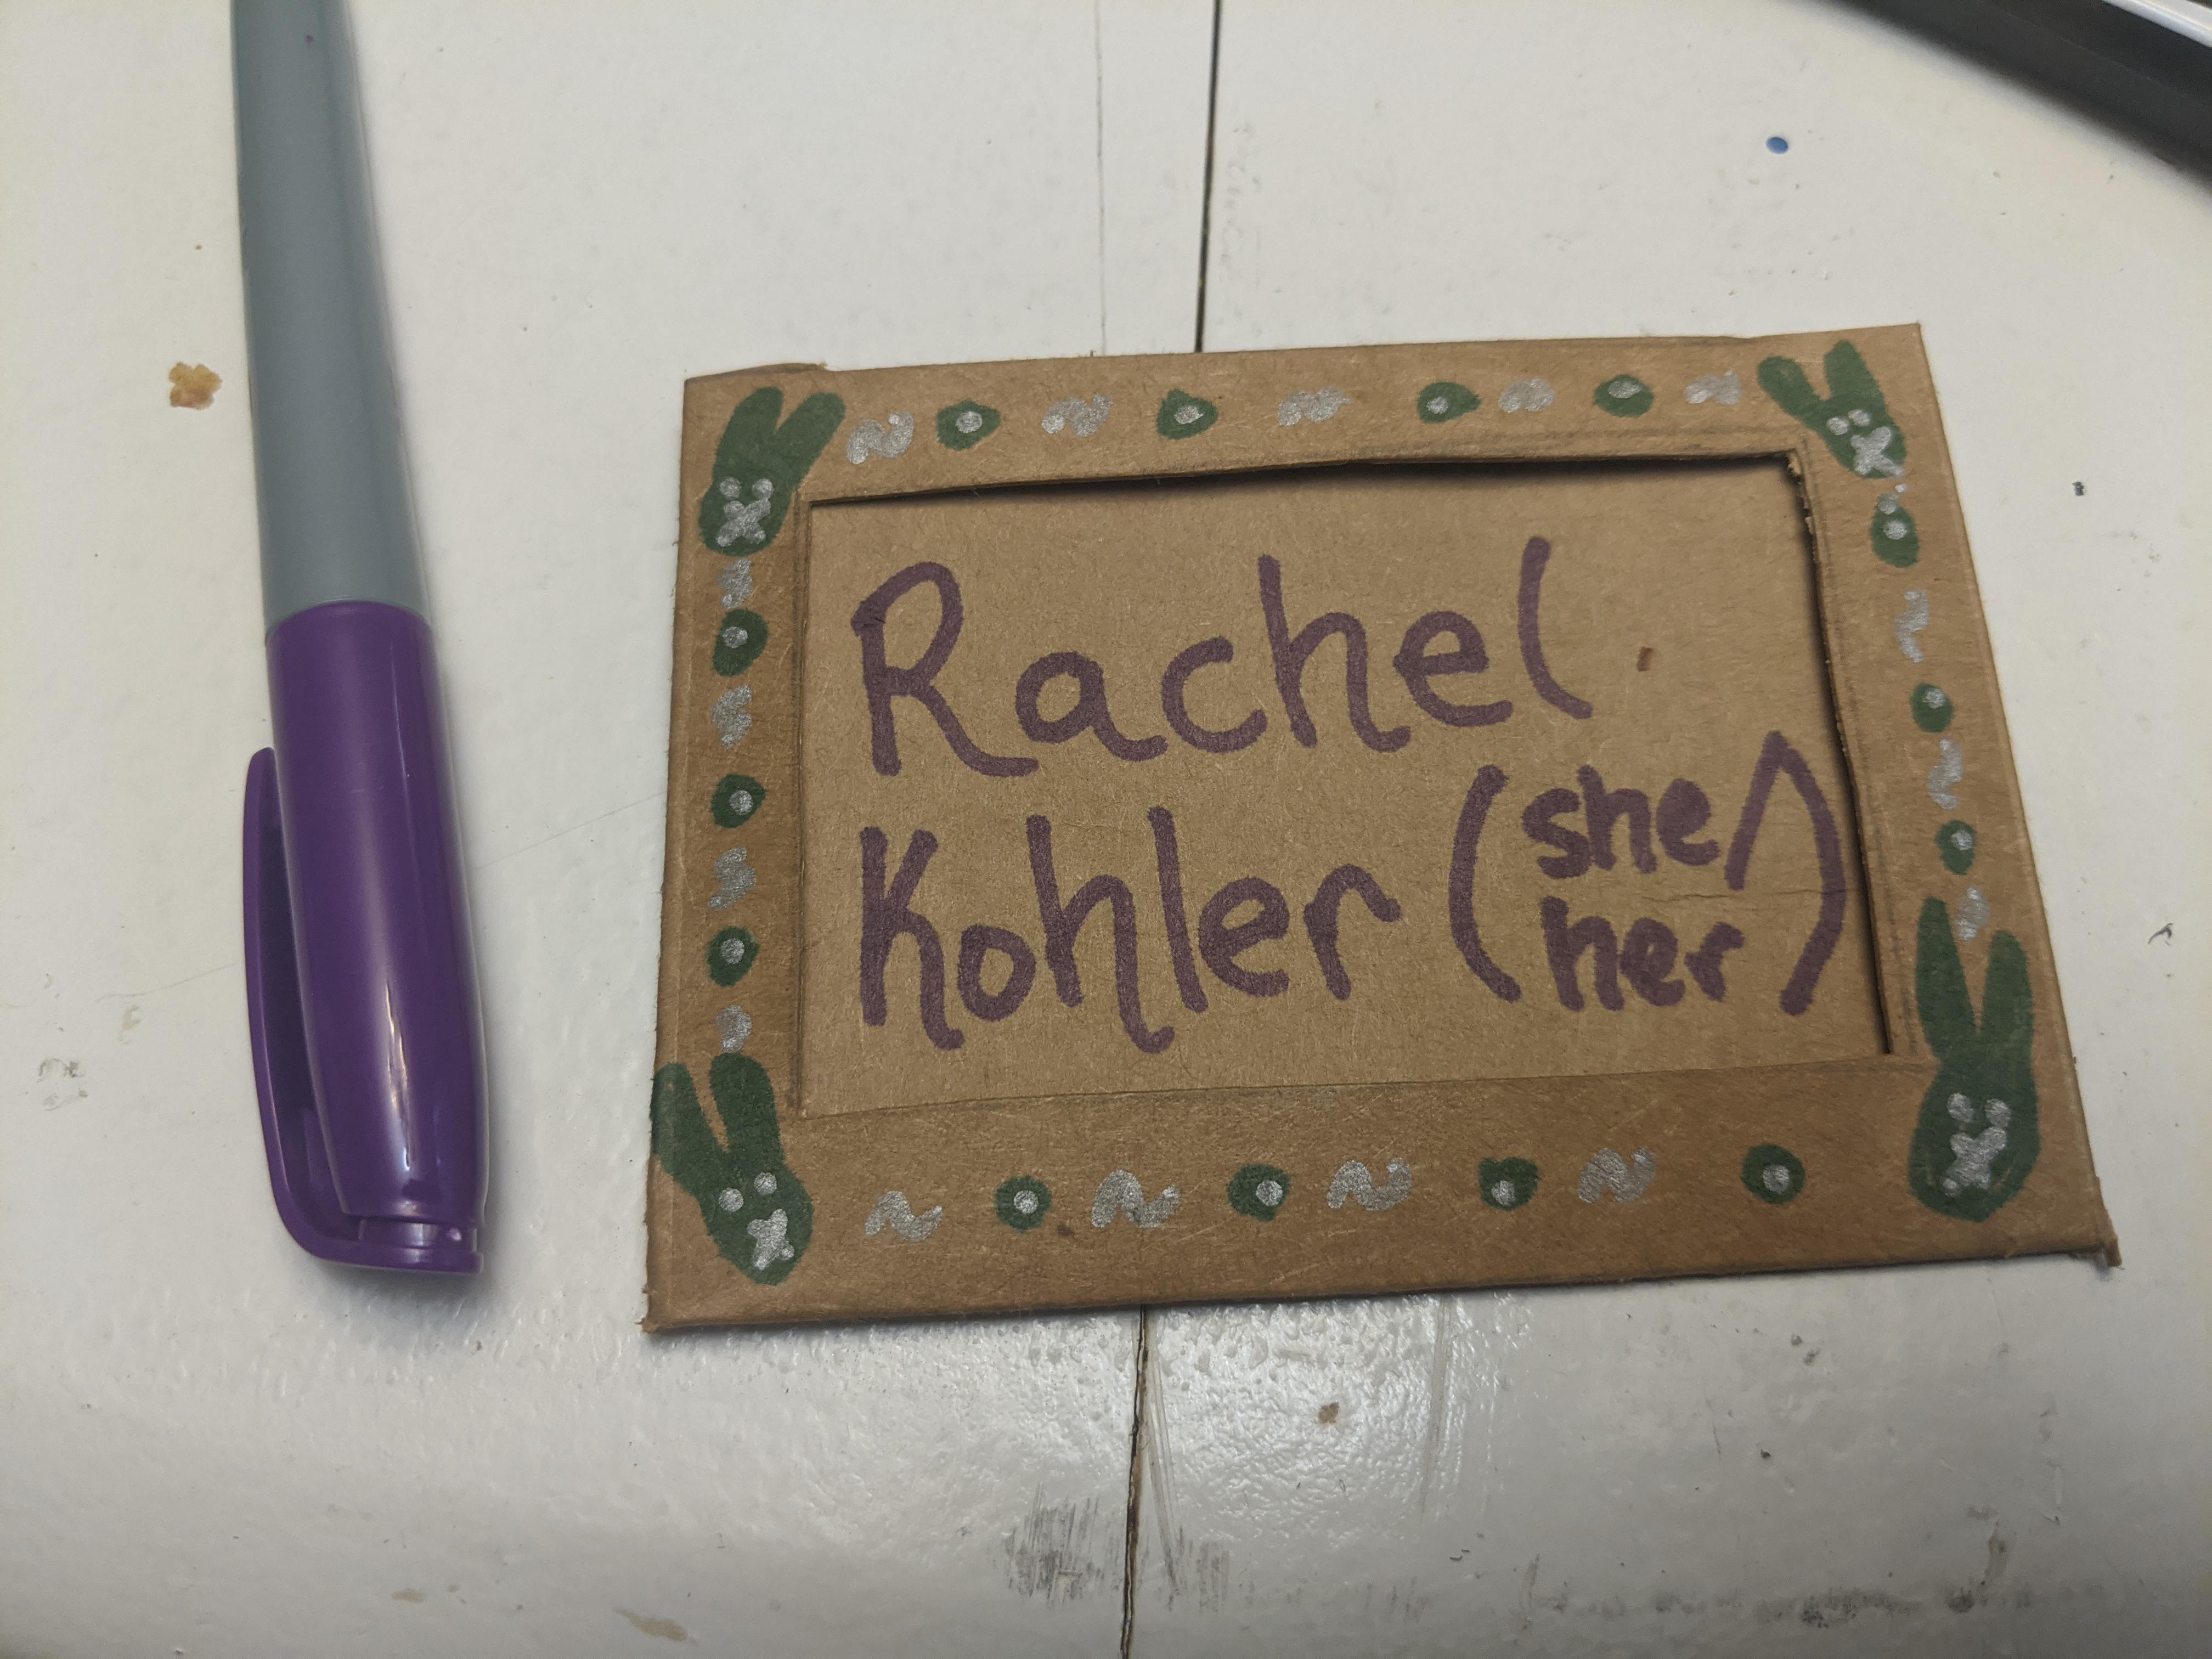 Rachel
Kohler (she/
her)